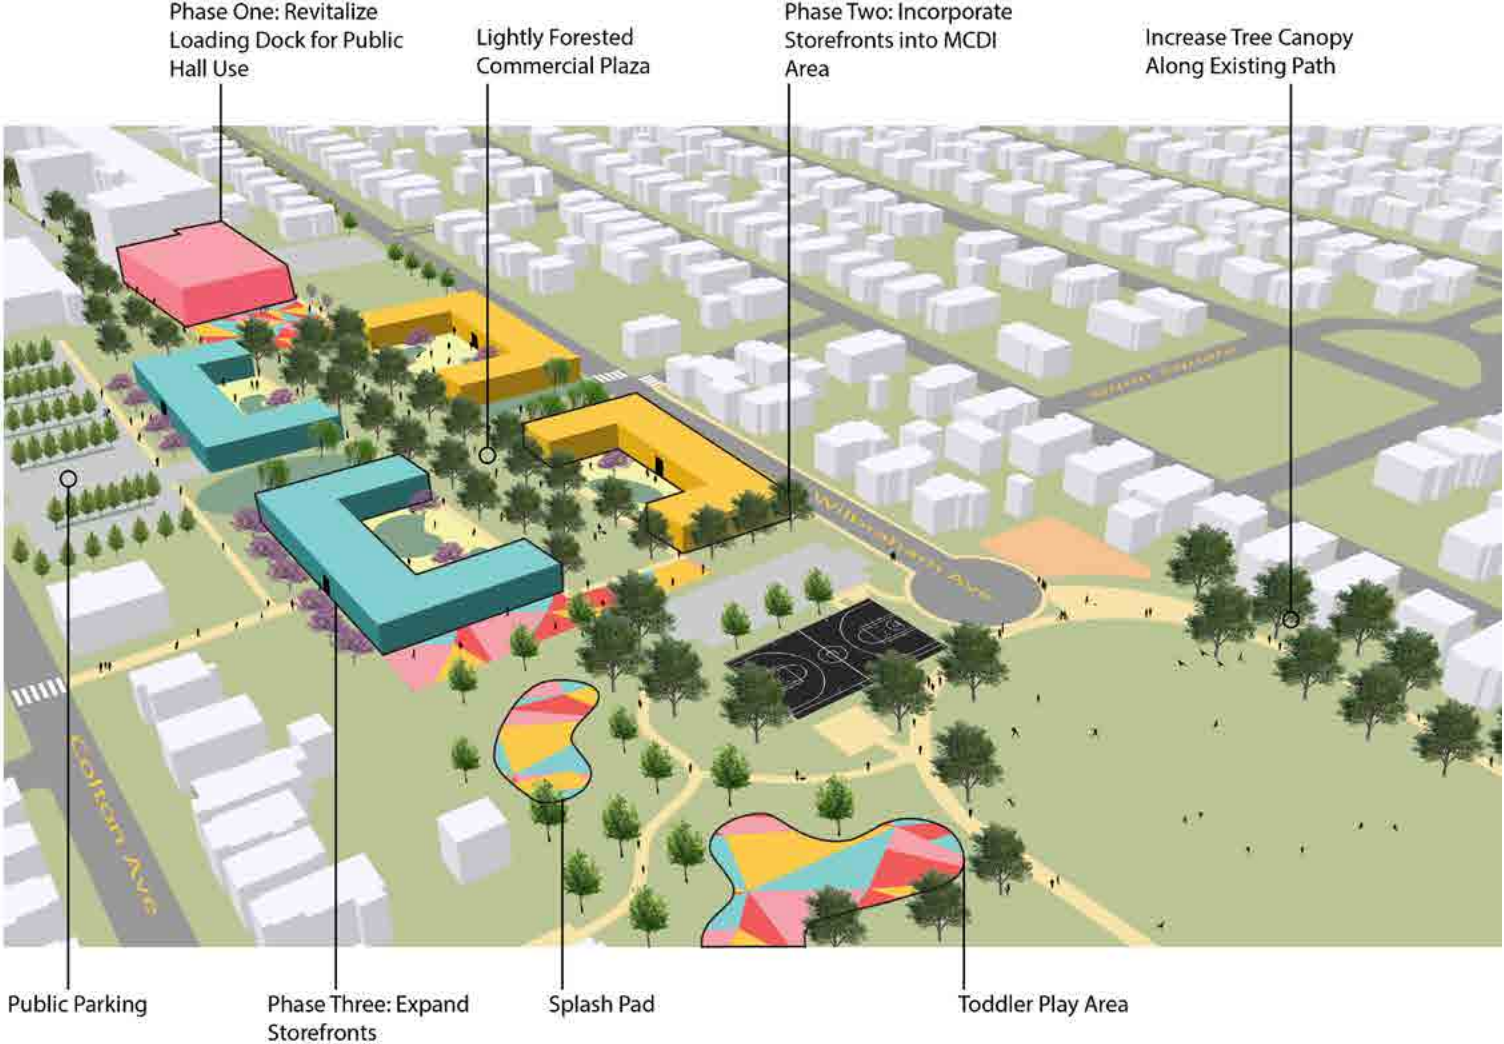 Phase One: Revitalize
Loading Dock for Public
Hall Use
Lightly Forested
Commercial Plaza
Phase Two: Incorporate
Storefronts into MCDI
Area
Increase Tree Canopy
Along Existing Path
Wilbraham Ave
Colton Ave
Public Parking
Phase Three: Expand
Storefronts
Splash Pad
Toddler Play Area